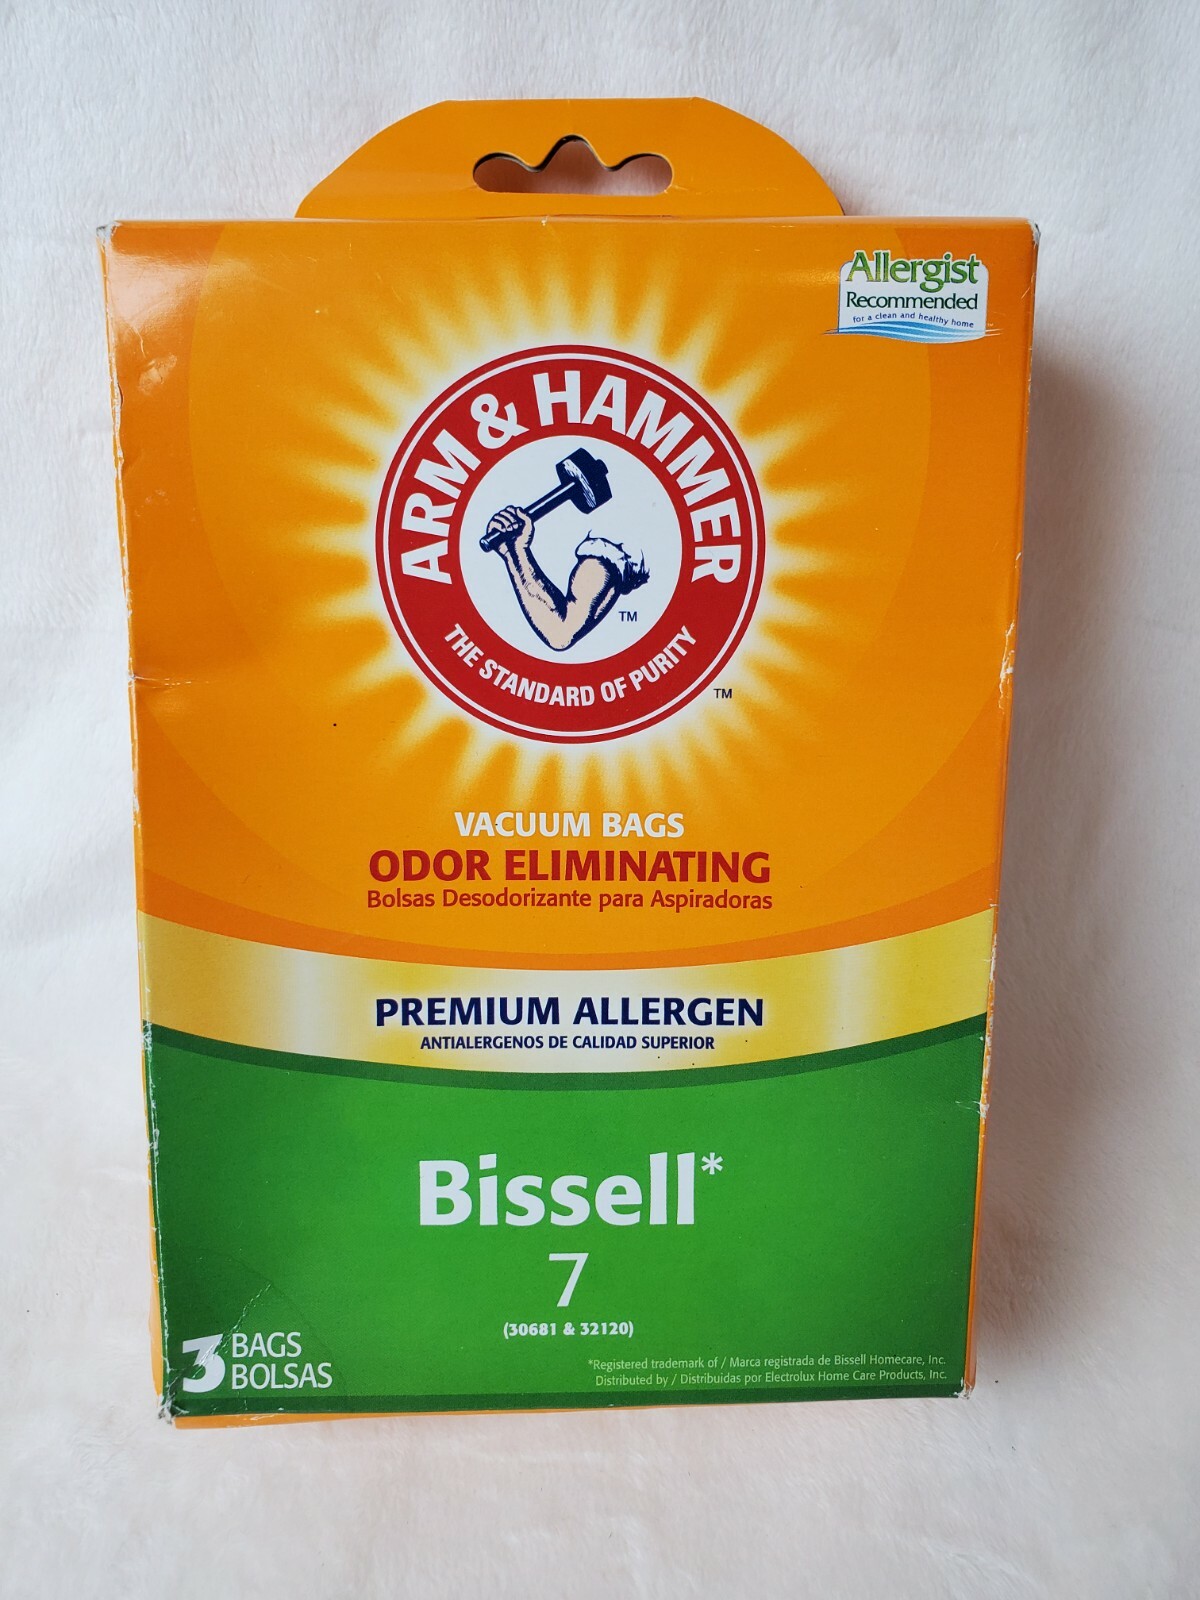 Allergist
Recommended
for a clean and healthy home
ARM & HAMMER
TM
THE STANDARD OF PURITY
TM
VACUUM BAGS
ODOR ELIMINATING
Bolsas Desodorizante para Aspiradoras
PREMIUM ALLERGEN
ANTIALERGENOS DE CALIDAD SUPERIOR
Bissell*
7
(30681 & 32120)
3 BAGS
BOLSAS
*Registered trademark of / Marca registrada de Bissell Homecare, Inc.
Distributed by / Distribuidas por Electrolux Home Care Products, Inc.